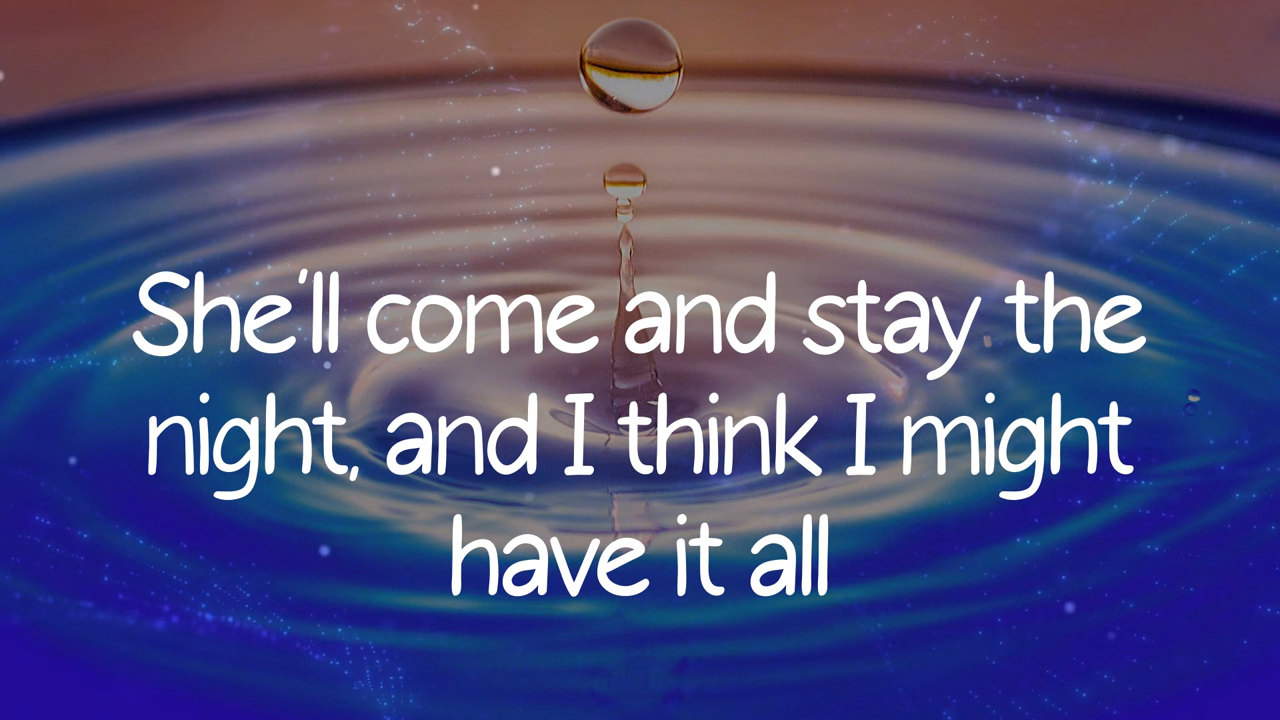 She'll come and stay the
night, and I think I might
have it all